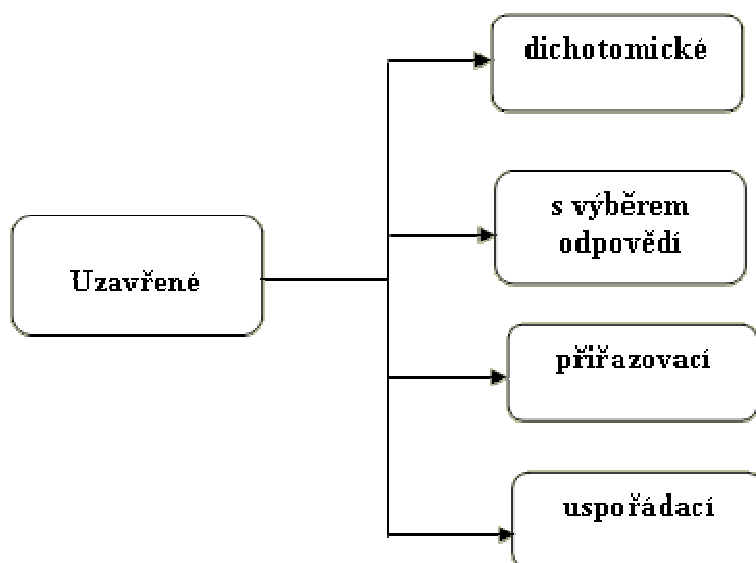 dichotomické
s výběrem
odpovědí
Uzavřené
přiřazovací
uspořádací